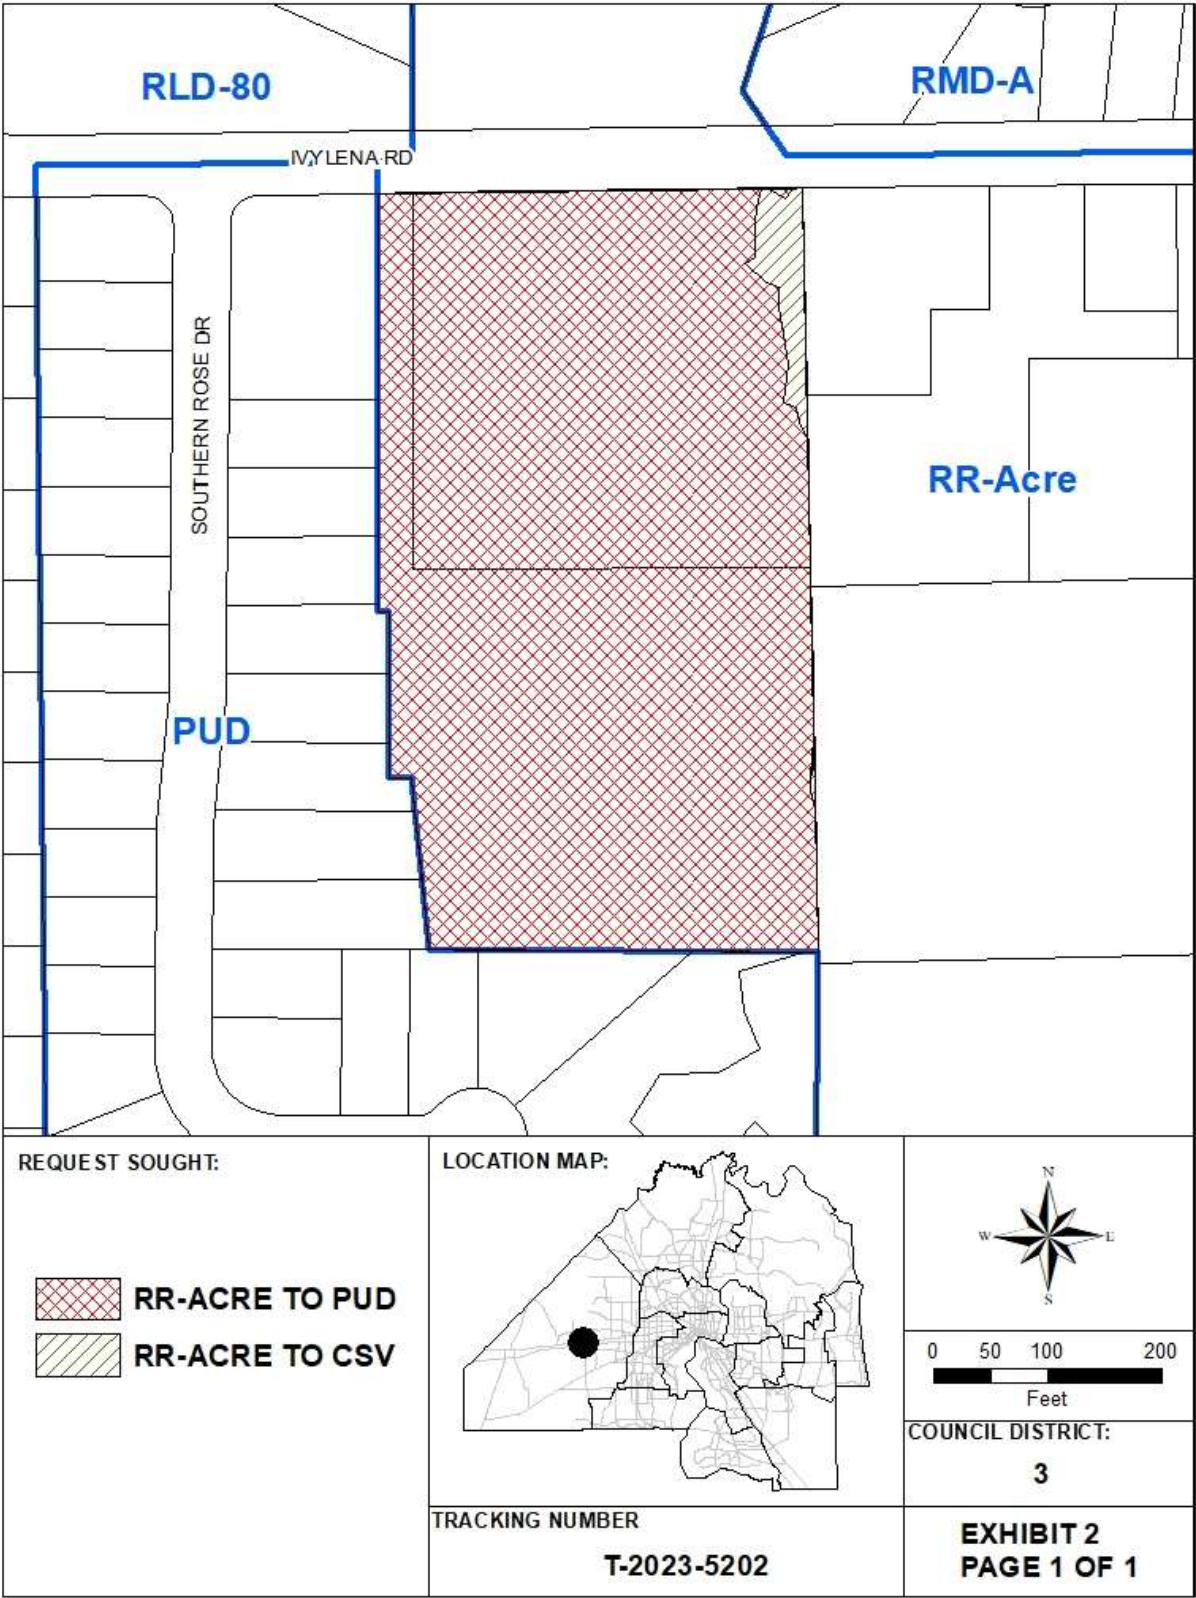 RLD-80
RMD-A
IVYLENA RD
SOUTHERN ROSE DR
RR-Acre
PUD
REQUEST SOUGHT:
RR-ACRE TO PUD
RR-ACRE TO CSV
LOCATION MAP:
N
W
E
S
0 50 100 200
Feet
COUNCIL DISTRICT:
3
TRACKING NUMBER
T-2023-5202
EXHIBIT 2
PAGE 1 OF 1